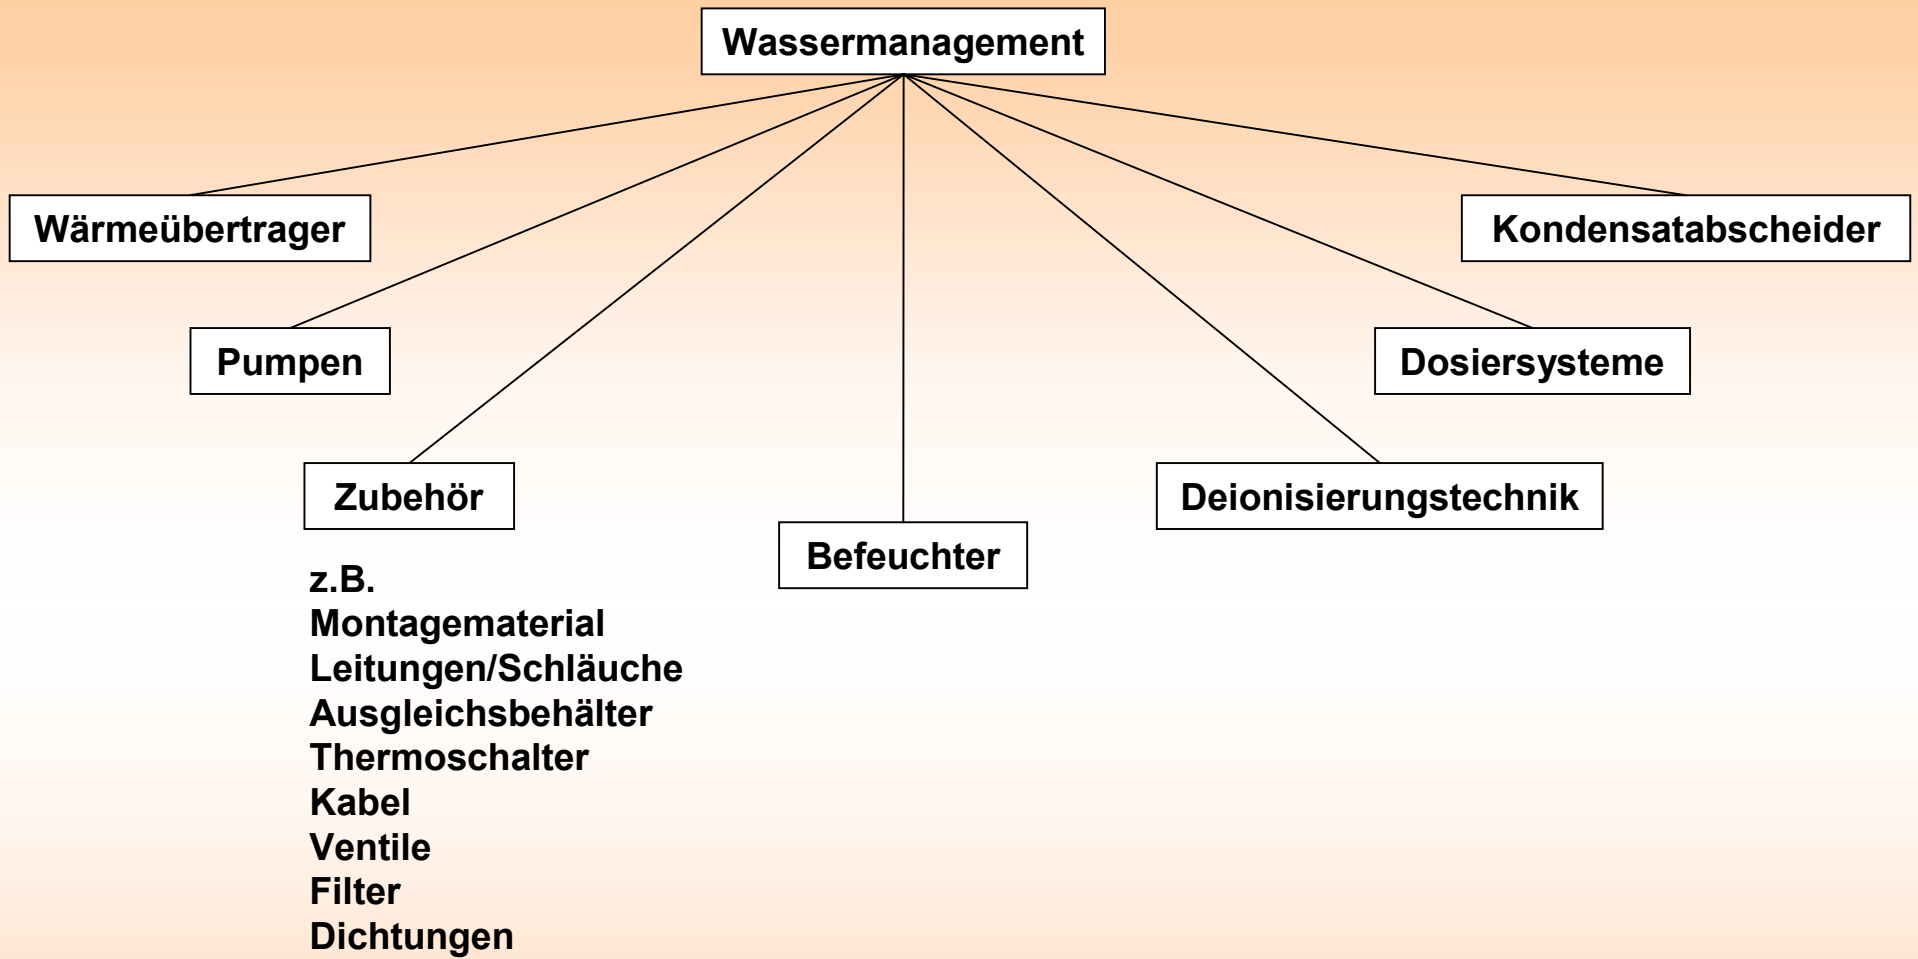 Wassermanagement
Wärmeübertrager
Kondensatabscheider
Pumpen
Dosiersysteme
Zubehör
Deionisierungstechnik
Befeuchter
z.B.
Montagematerial
Leitungen/Schläuche
Ausgleichsbehälter
Thermoschalter
Kabel
Ventile
Filter
Dichtungen